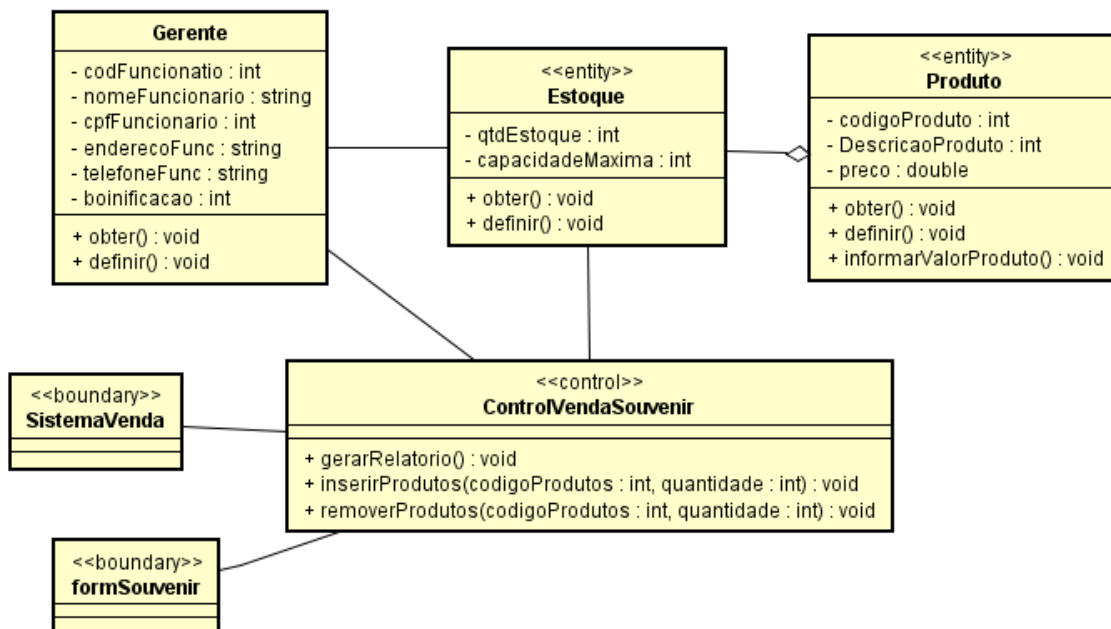 Gerente
- codFuncionatio : int
- nomeFuncionario : string
- cpfFuncionario : int
- enderecoFunc : string
- telefoneFunc : string
- boinificacao : int
+ obter() : void
+ definir() : void
<<entity>>
Estoque
- qtdEstoque : int
- capacidadeMaxima : int
+ obter() : void
+ definir() : void
<<entity>>
Produto
- codigoProduto : int
- DescricaoProduto : int
- preco : double
+ obter() : void
+ definir() : void
+ informarValorProduto() : void
<<boundary>>
SistemaVenda
<<control>>
ControlVendaSouvenir
+ gerarRelatorio() : void
+ inserirProdutos(codigoProdutos : int, quantidade : int) : void
+ removerProdutos(codigoProdutos : int, quantidade : int) : void
<<boundary>>
formSouvenir